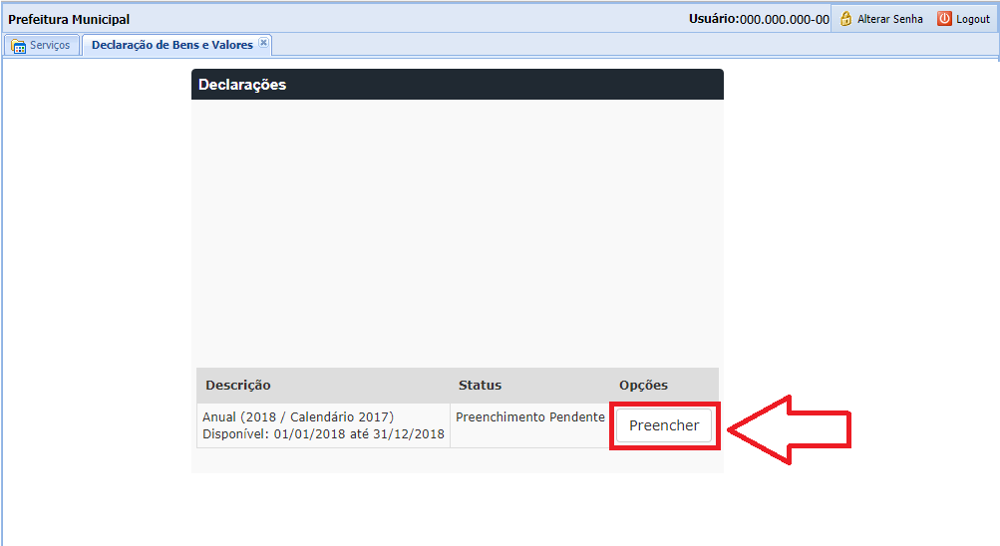 Prefeitura Municipal
Usuário:000.000.000-00 Alterar Senha Logout
Serviços Declaração de Bens e Valores
Declarações
Descrição Status Opções
Anual (2018 / Calendário 2017) Preenchimento Pendente Preencher
Disponível: 01/01/2018 até 31/12/2018